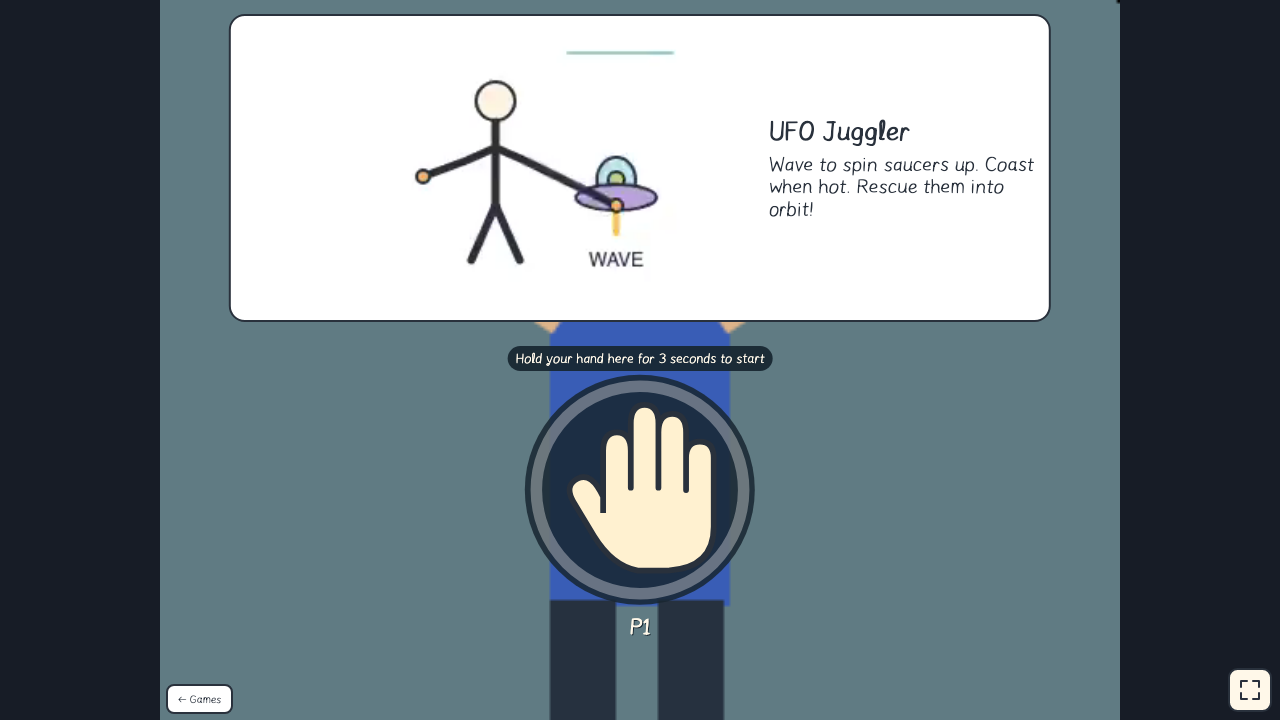 UFO Juggler
Wave to spin saucers up. Coast
when hot. Rescue them into
orbit!
WAVE
Hold your hand here for 3 seconds to start
P1
← Games